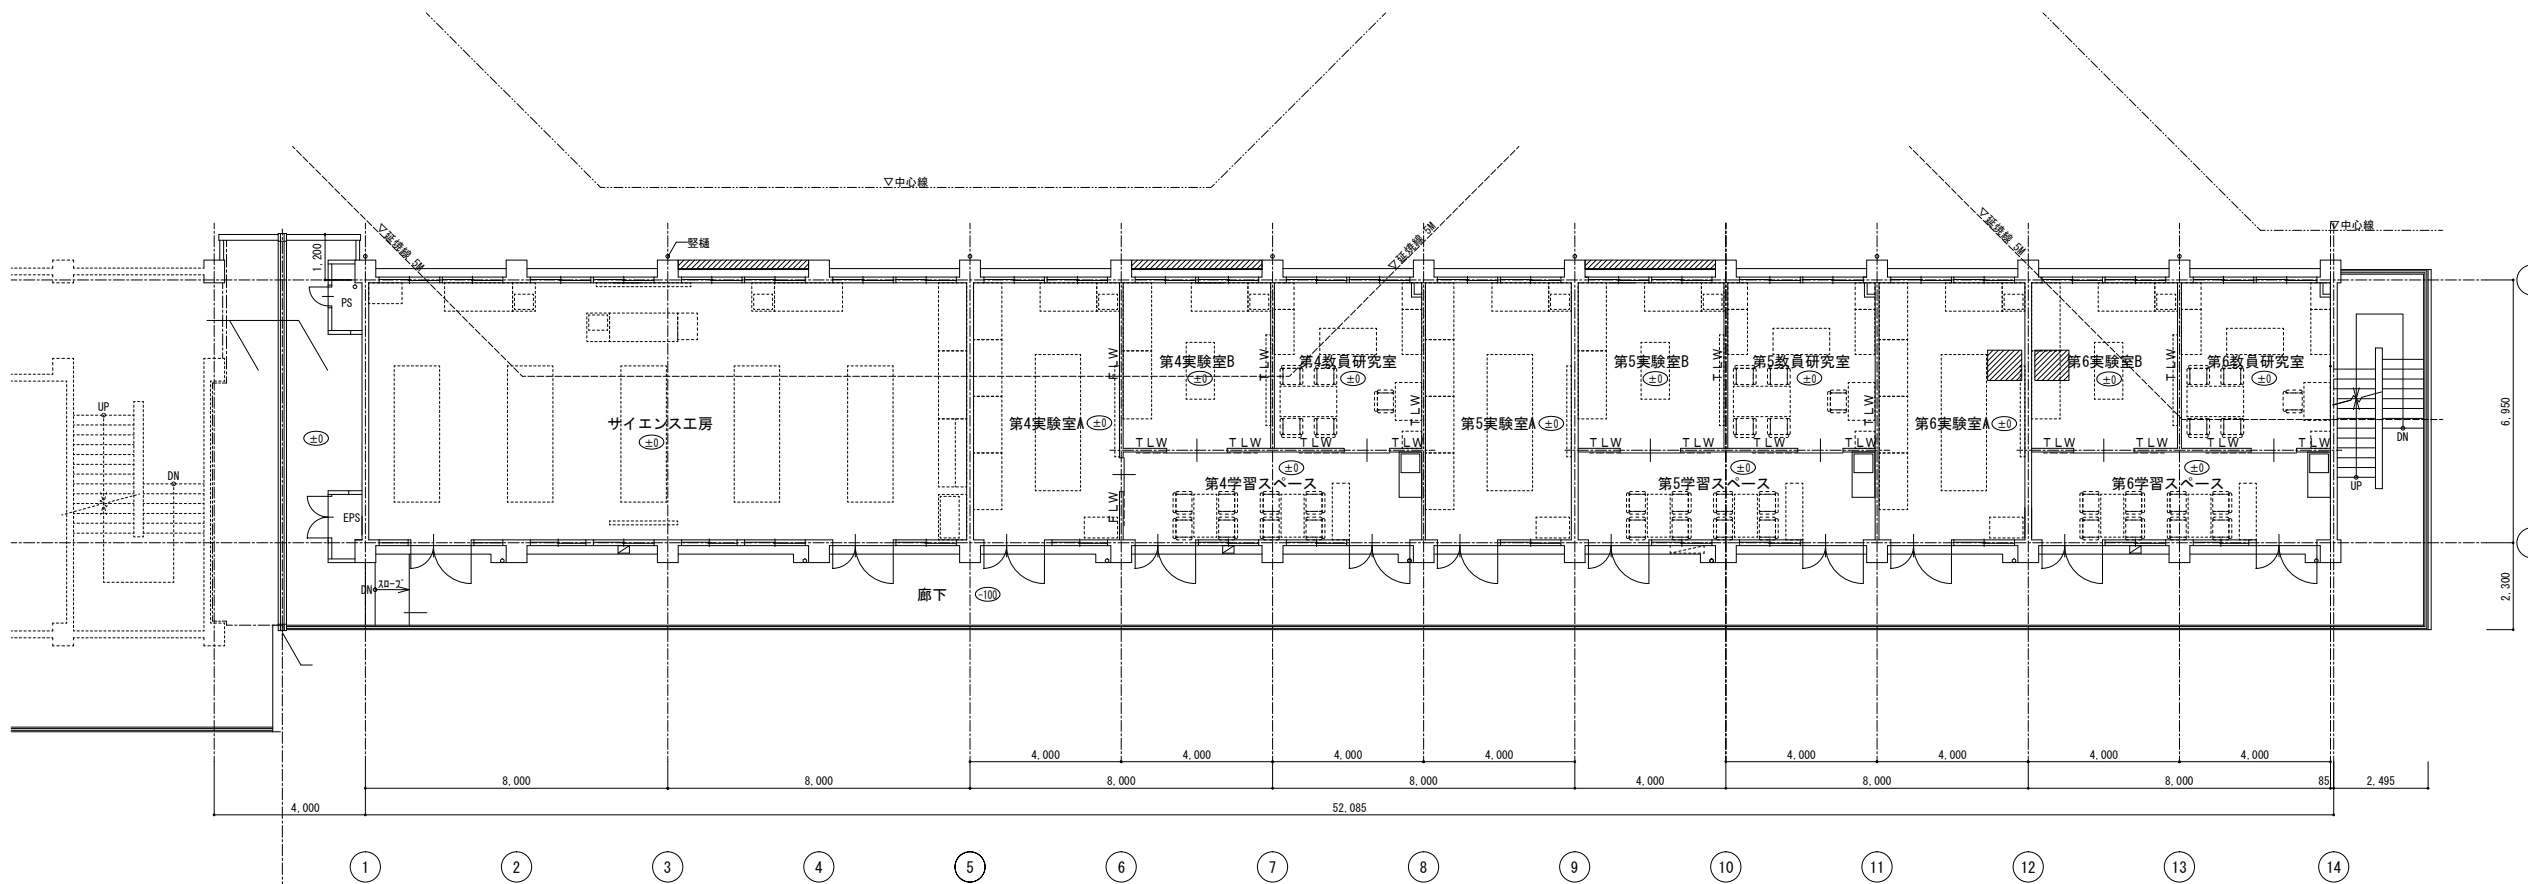 ▽中心線
▽延焼線 5M
▽延焼線 5M
▽延焼線 5M
▽中心線
竪樋
1,200
PS
第4実験室B
±0
第4教員研究室
±0
第5実験室B
±0
第5教員研究室
±0
第6実験室B
±0
第6教員研究室
±0
TLW
TLW
TLW
TLW
TLW
TLW
FLW
UP
DN
±0
サイエンス工房
±0
第4実験室A ±0
第5実験室A ±0
第6実験室A ±0
6,950
DN
UP
TLW TLW TLW TLW
TLW TLW TLW TLW
TLW TLW TLW TLW
±0
第4学習スペース
±0
第5学習スペース
±0
第6学習スペース
FLW
EPS
DN スロープ
廊下 -100
2,300
4,000 4,000 4,000 4,000 4,000 4,000 4,000 4,000
8,000 8,000 8,000 8,000 4,000 8,000 8,000 85 2,495
4,000 52,085
1 2 3 4 5 6 7 8 9 10 11 12 13 14